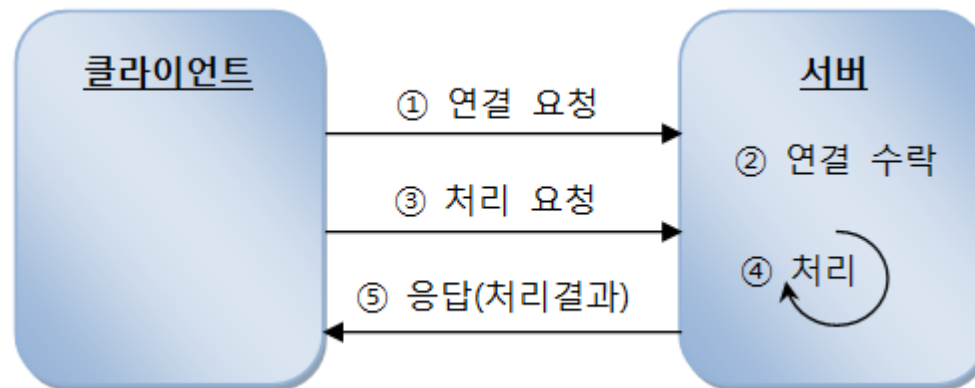 클라이언트
서버
① 연결 요청
② 연결 수락
③ 처리 요청
④ 처리
⑤ 응답(처리결과)